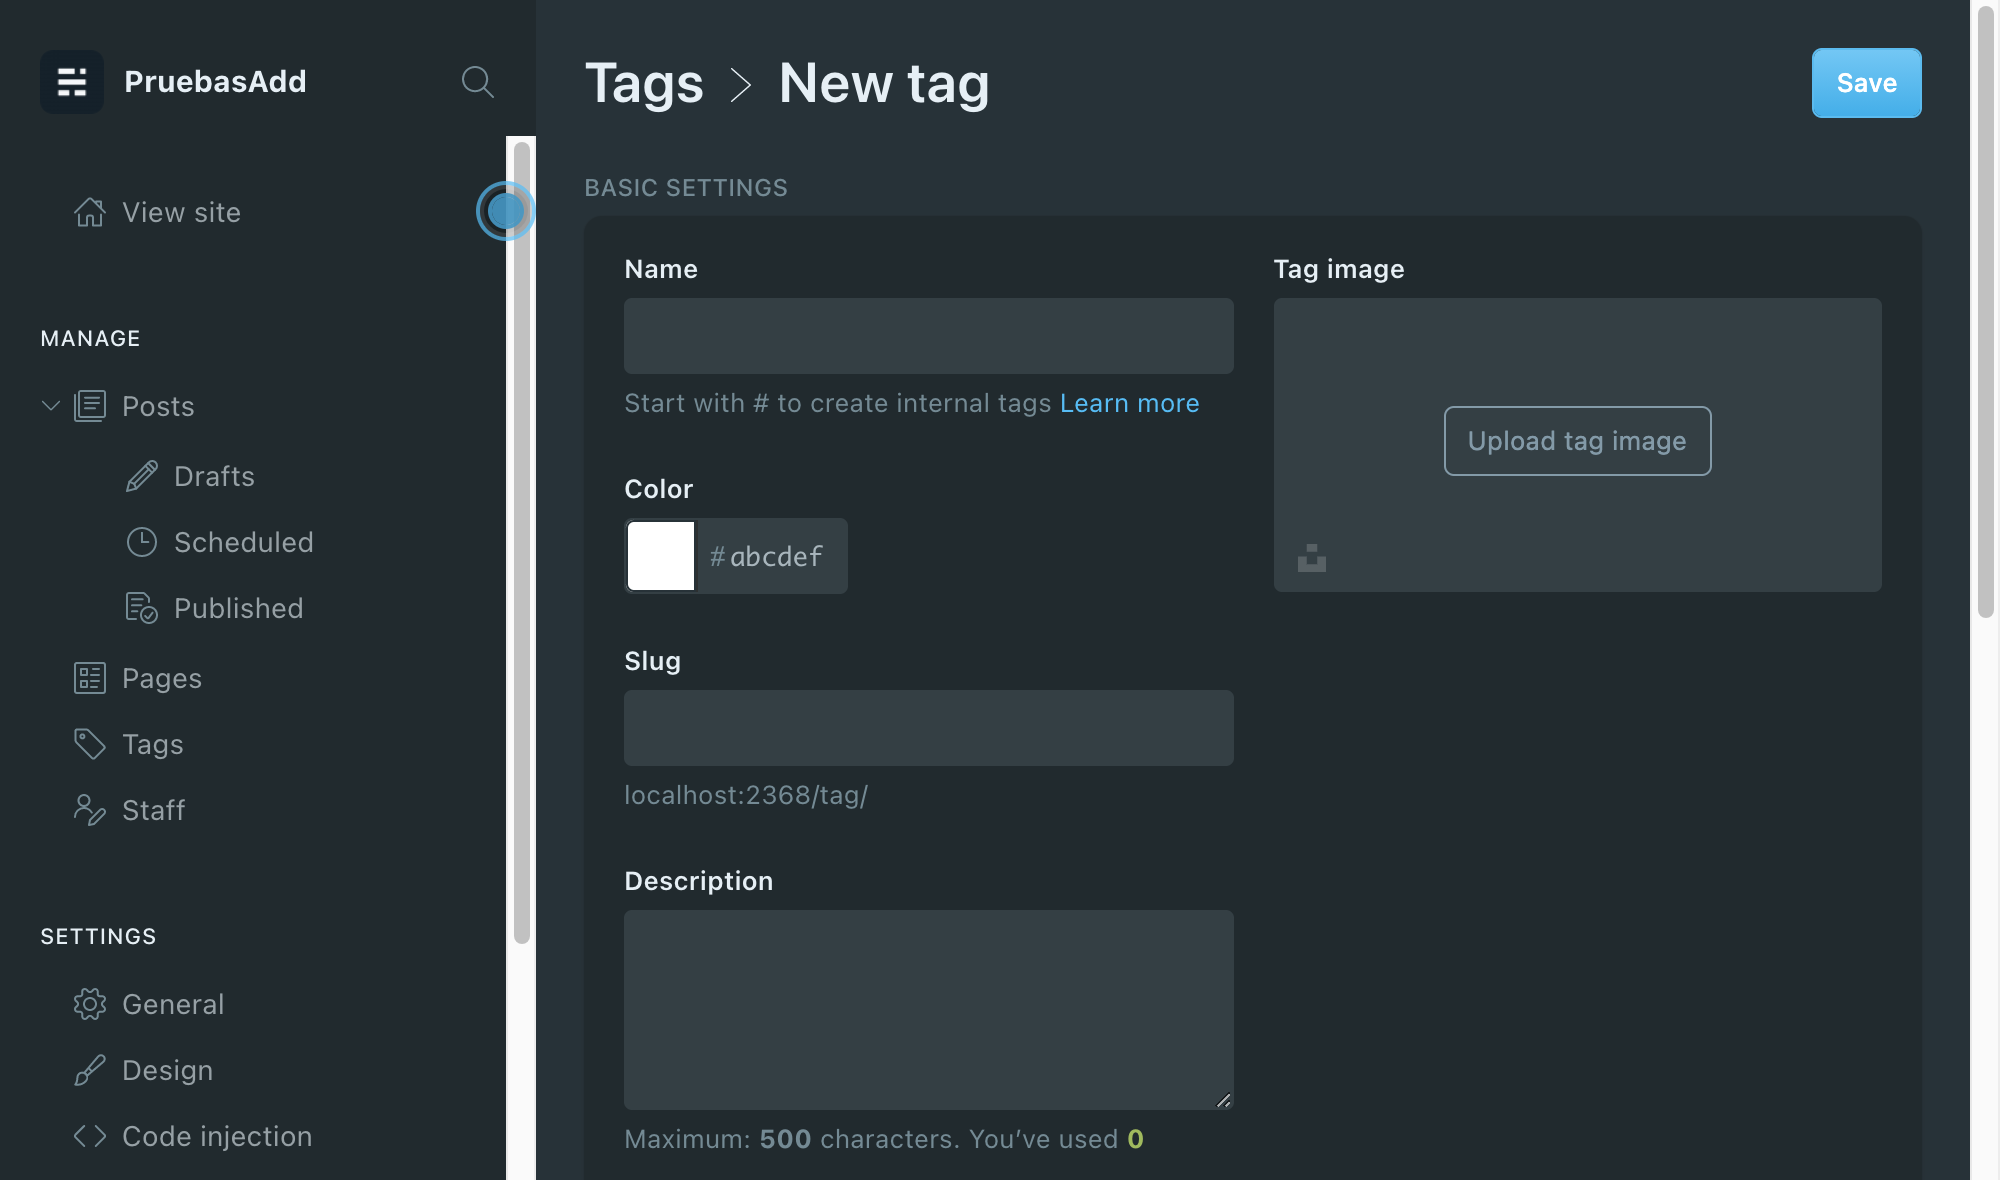 PruebasAdd
View site
MANAGE
Posts
Drafts
Scheduled
Published
Pages
Tags
Staff
SETTINGS
General
Design
Code injection
Tags > New tag
Save
BASIC SETTINGS
Name
Start with # to create internal tags Learn more
Color
#abcdef
Slug
localhost:2368/tag/
Description
Maximum: 500 characters. You’ve used 0
Tag image
Upload tag image